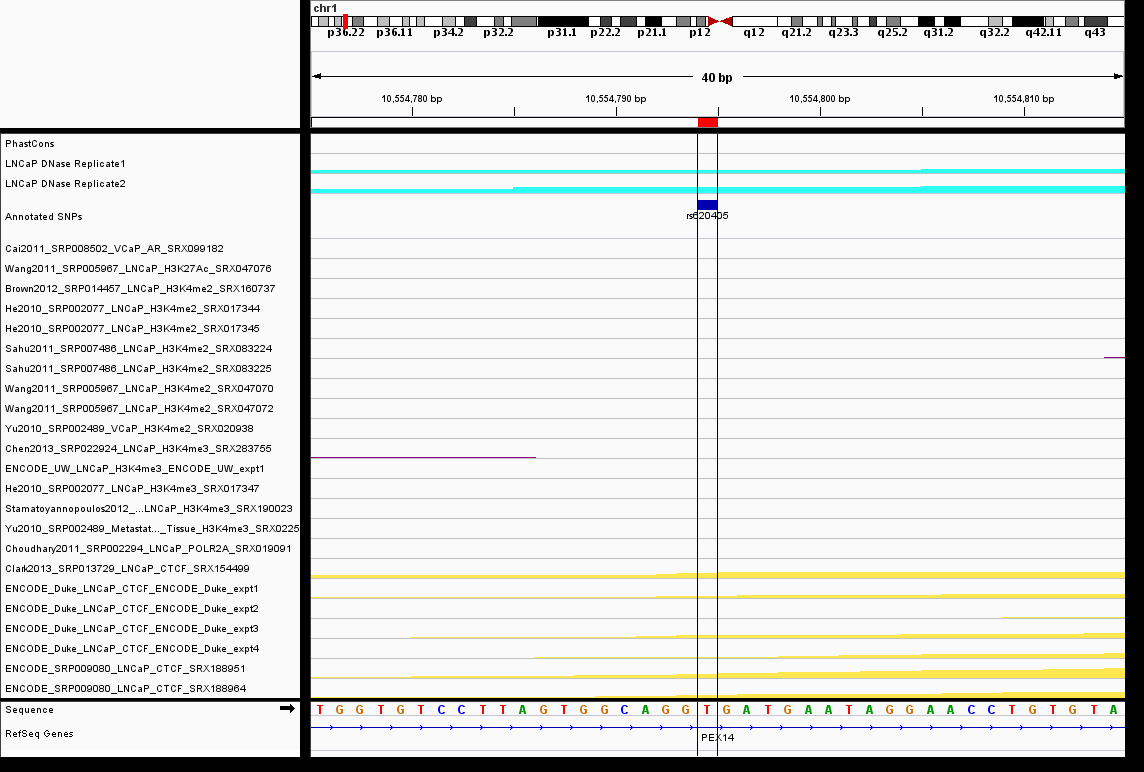 chr1
p36.22 p36.11 p34.2 p32.2 p31.1 p22.2 p21.1 p12 q12 q21.2 q23.3 q25.2 q31.2 q32.2 q42.11 q43
40 bp
10,554,780 bp 10,554,790 bp 10,554,800 bp 10,554,810 bp
PhastCons
LNCaP DNase Replicate1
LNCaP DNase Replicate2
Annotated SNPs rs620405
Cai2011_SRP008502_VCaP_AR_SRX099182
Wang2011_SRP005967_LNCaP_H3K27Ac_SRX047076
Brown2012_SRP014457_LNCaP_H3K4me2_SRX160737
He2010_SRP002077_LNCaP_H3K4me2_SRX017344
He2010_SRP002077_LNCaP_H3K4me2_SRX017345
Sahu2011_SRP007486_LNCaP_H3K4me2_SRX083224
Sahu2011_SRP007486_LNCaP_H3K4me2_SRX083225
Wang2011_SRP005967_LNCaP_H3K4me2_SRX047070
Wang2011_SRP005967_LNCaP_H3K4me2_SRX047072
Yu2010_SRP002489_VCaP_H3K4me2_SRX020938
Chen2013_SRP022924_LNCaP_H3K4me3_SRX283755
ENCODE_UW_LNCaP_H3K4me3_ENCODE_UW_expt1
He2010_SRP002077_LNCaP_H3K4me3_SRX017347
Stamatoyannopoulos2012_...LNCaP_H3K4me3_SRX190023
Yu2010_SRP002489_Metastat..._Tissue_H3K4me3_SRX0225
Choudhary2011_SRP002294_LNCaP_POLR2A_SRX019091
Clark2013_SRP013729_LNCaP_CTCF_SRX154499
ENCODE_Duke_LNCaP_CTCF_ENCODE_Duke_expt1
ENCODE_Duke_LNCaP_CTCF_ENCODE_Duke_expt2
ENCODE_Duke_LNCaP_CTCF_ENCODE_Duke_expt3
ENCODE_Duke_LNCaP_CTCF_ENCODE_Duke_expt4
ENCODE_SRP009080_LNCaP_CTCF_SRX188951
ENCODE_SRP009080_LNCaP_CTCF_SRX188964
Sequence T G G T G T C C T T A G T G G C A G G T G A T G A A T A G G A A C C T G T G T A
RefSeq Genes PEX14